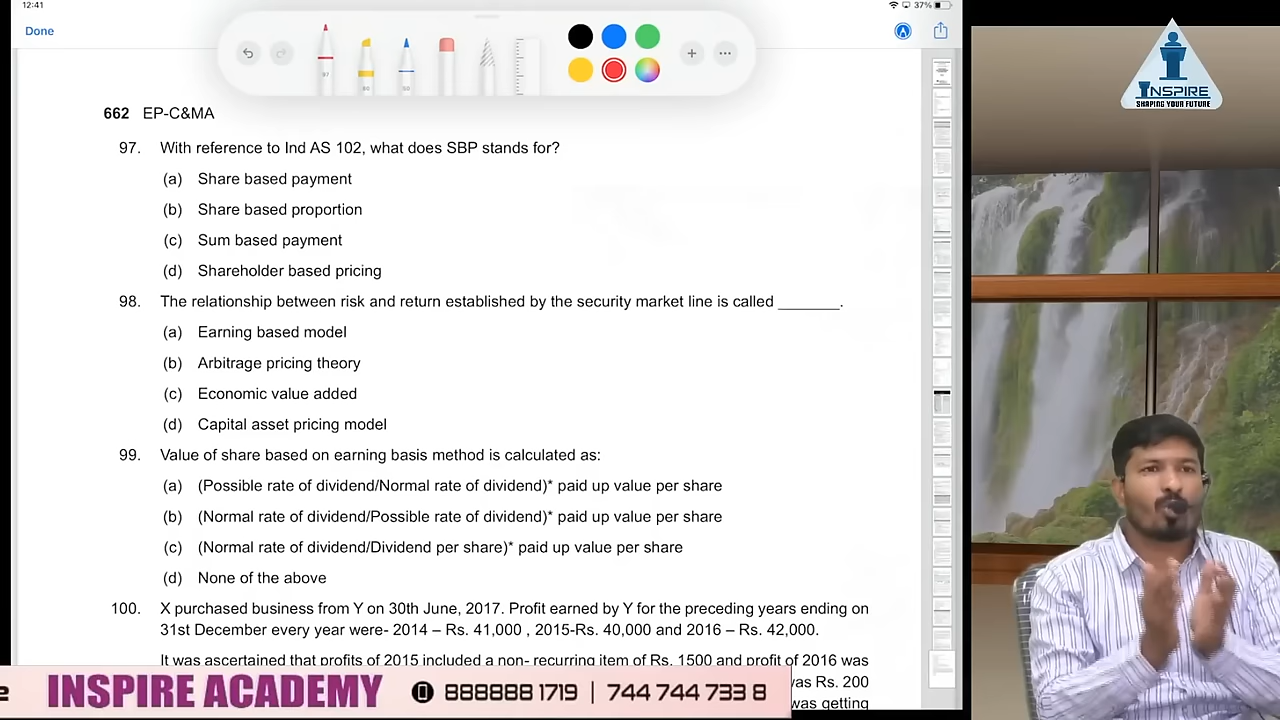 12:41
37%
Done
97
80
50
INSPIRE
SHAPING YOUR FUTURE
662 EP-C&MA
97. With reference to Ind AS 102, what does SBP stands for?
(a) Share based payment
(b) Share based proportion
(c) Sum based payment
(d) Shareholder based pricing
98. The relationship between risk and return established by the security market line is called _______.
(a) Earning based model
(b) Arbitrage pricing theory
(c) Economic value added
(d) Capital asset pricing model
99. Value of share based on earning basis method is calculated as:
(a) (Possible rate of dividend/Normal rate of dividend)* paid up value per share
(b) (Normal rate of dividend/Possible rate of dividend)* paid up value per share
(c) (Normal rate of dividend/Dividend per share)* paid up value per share
(d) None of the above
100. X purchased business from Y on 30th June, 2017. Profit earned by Y for the preceding years ending on
31st December every year were- 2014 – Rs. 41,000 , 2015-Rs. 40,000 and 2016 – Rs. 42,000.
It was ascertained that profits of 2015 included a non- recurring item of Rs. 1500 and profit of 2016 was
was Rs. 200
was getting
INSPIRE ACADEMY 888888 1719 | 744 744 733 8